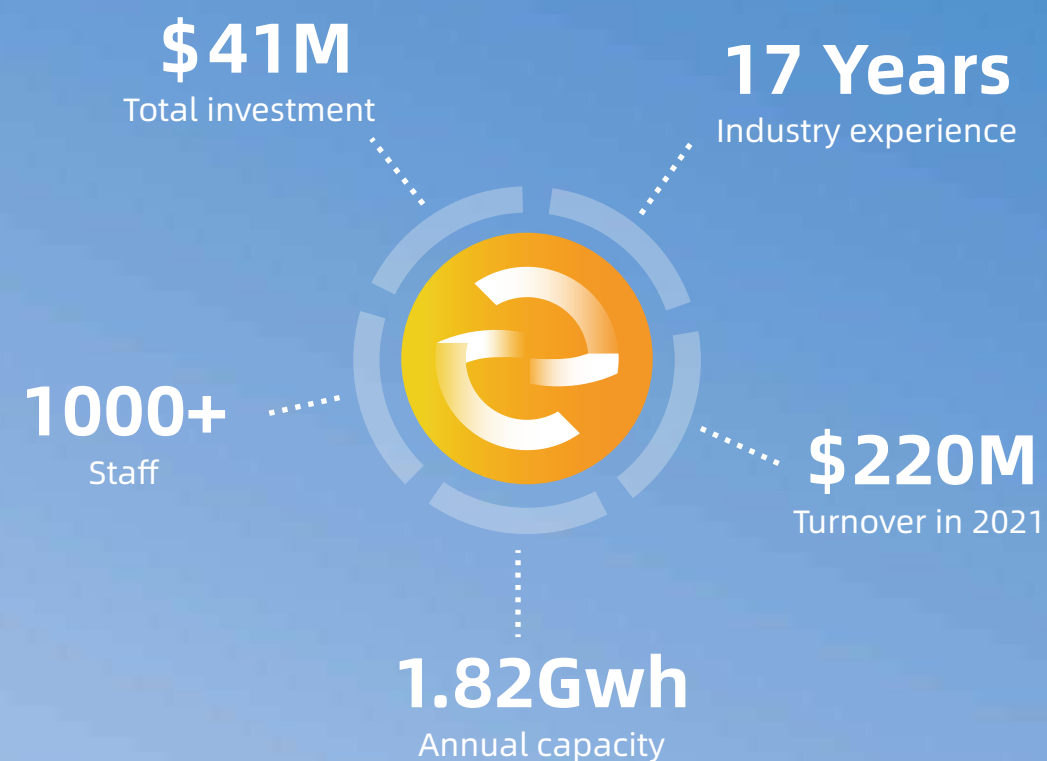 $41M
Total investment
17 Years
Industry experience
1000+
Staff
$220M
Turnover in 2021
1.82Gwh
Annual capacity